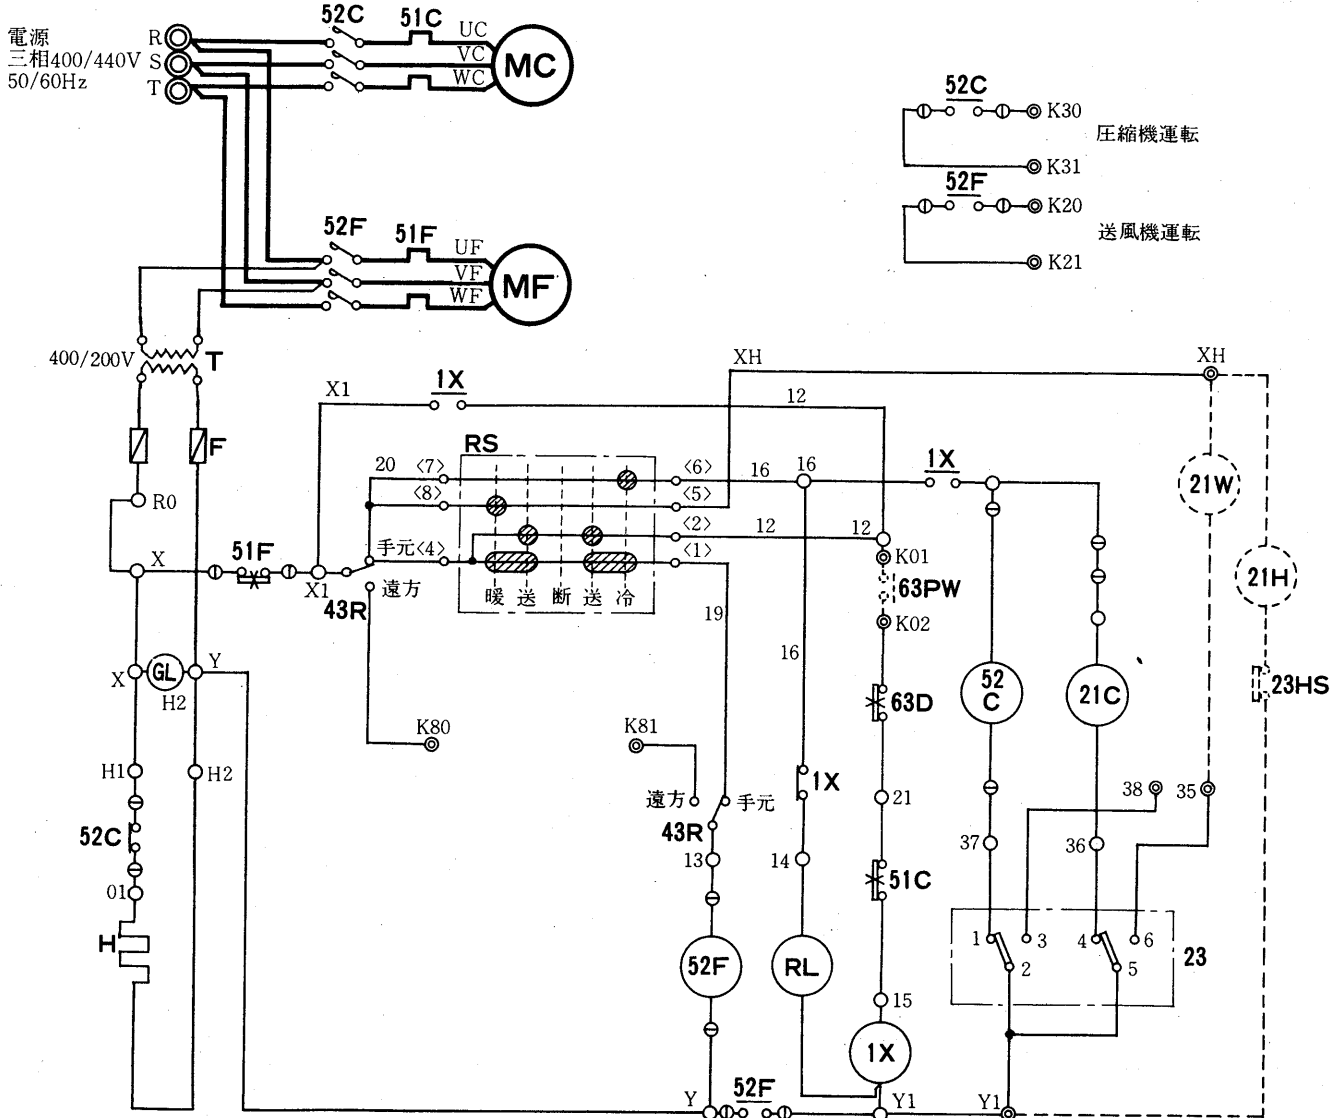 52C 51C
電源
三相400/440V
50/60Hz
R
S
T
UC
VC
WC
MC
52C
K30
圧縮機運転
K31
52F
K20
送風機運転
K21
52F 51F
UF
VF
WF
MF
400/200V
T
F
R0
X
51F
X1
X1
1X
12
XH
XH
RS
20
〈7〉
〈8〉
手元〈4〉
〈6〉
〈5〉
〈2〉
〈1〉
16
16
12
12
1X
暖 送 断 送 冷
遠方
43R
K01
63PW
K02
19
16
63D
52C
21C
21W
21H
23HS
X
GL
Y
H2
K80
K81
H1
H2
遠方
手元
43R
1X
21
38
35
52C
01
H
13
14
51C
37
36
1
3
2
4
6
5
23
52F
RL
15
1X
Y
52F
Y1
Y1